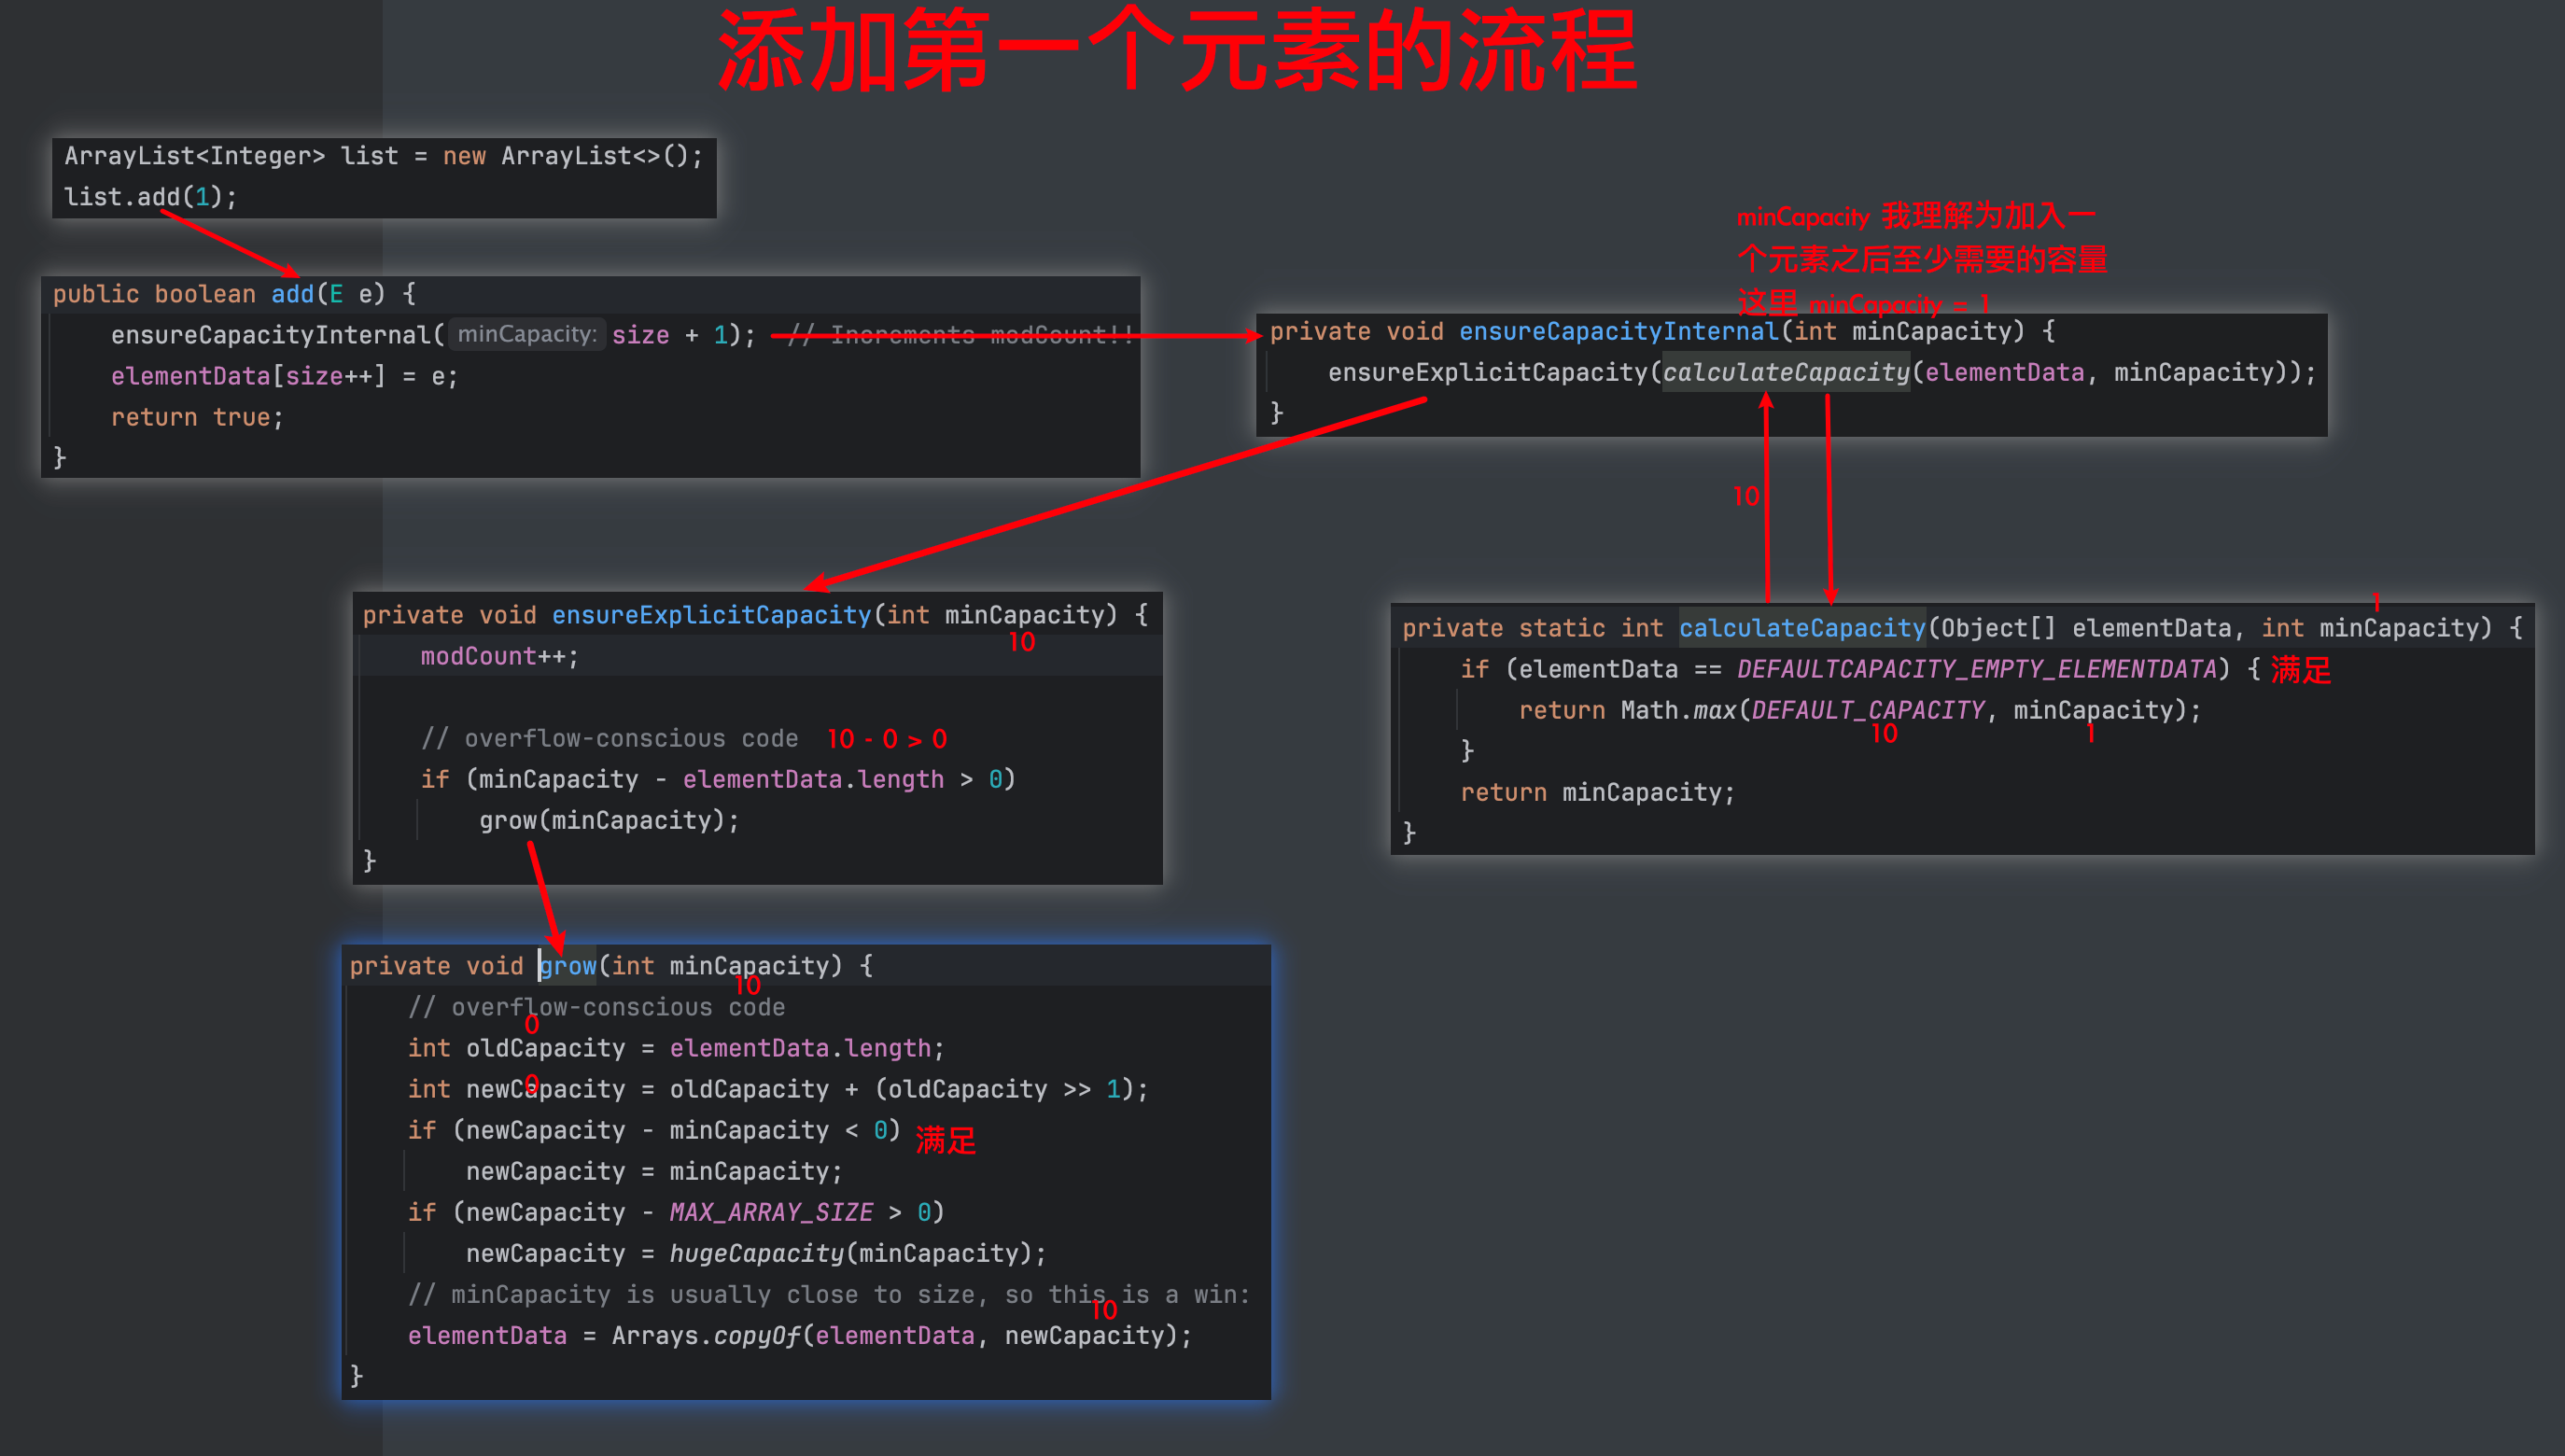 添加第一个元素的流程
ArrayList<Integer> list = new ArrayList<>();
list.add(1);
public boolean add(E e) {
ensureCapacityInternal( minCapacity: size + 1); // Increments modCount!!
elementData[size++] = e;
return true;
}
minCapacity 我理解为加入一
个元素之后至少需要的容量
这里 minCapacity = 1
private void ensureCapacityInternal(int minCapacity) {
ensureExplicitCapacity(calculateCapacity(elementData, minCapacity));
}
10
private void ensureExplicitCapacity(int minCapacity) {
10
modCount++;
// overflow-conscious code 10 - 0 > 0
if (minCapacity - elementData.length > 0)
grow(minCapacity);
}
1
private static int calculateCapacity(Object[] elementData, int minCapacity) {
if (elementData == DEFAULTCAPACITY_EMPTY_ELEMENTDATA) { 满足
return Math.max(DEFAULT_CAPACITY, minCapacity);
10 1
}
return minCapacity;
}
private void grow(int minCapacity) {
10
// overflow-conscious code
0
int oldCapacity = elementData.length;
0
int newCapacity = oldCapacity + (oldCapacity >> 1);
if (newCapacity - minCapacity < 0) 满足
newCapacity = minCapacity;
if (newCapacity - MAX_ARRAY_SIZE > 0)
newCapacity = hugeCapacity(minCapacity);
// minCapacity is usually close to size, so this is a win:
10
elementData = Arrays.copyOf(elementData, newCapacity);
}